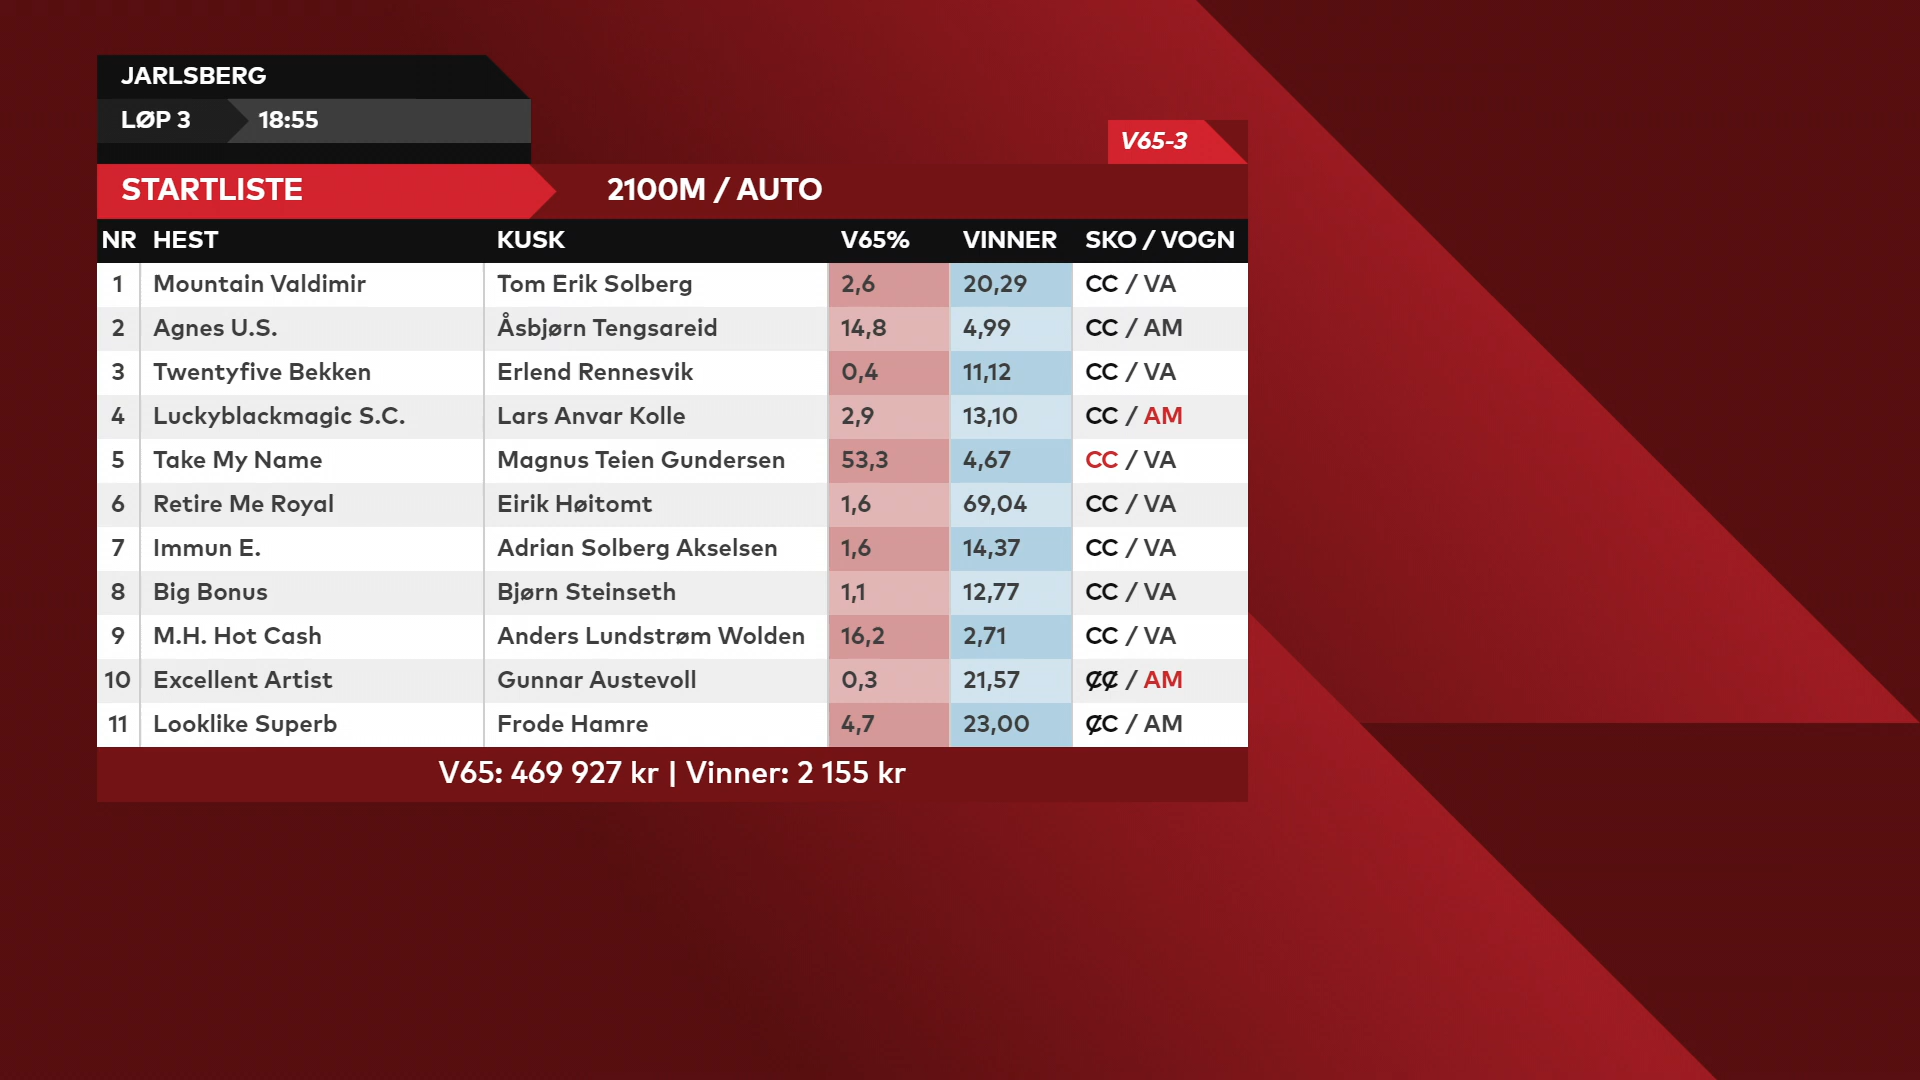 JARLSBERG
LØP 3 18:55
V65-3
STARTLISTE 2100M / AUTO
NR HEST KUSK V65% VINNER SKO / VOGN
1 Mountain Valdimir Tom Erik Solberg 2,6 20,29 CC / VA
2 Agnes U.S. Åsbjørn Tengsareid 14,8 4,99 CC / AM
3 Twentyfive Bekken Erlend Rennesvik 0,4 11,12 CC / VA
4 Luckyblackmagic S.C. Lars Anvar Kolle 2,9 13,10 CC / AM
5 Take My Name Magnus Teien Gundersen 53,3 4,67 CC / VA
6 Retire Me Royal Eirik Høitomt 1,6 69,04 CC / VA
7 Immun E. Adrian Solberg Akselsen 1,6 14,37 CC / VA
8 Big Bonus Bjørn Steinseth 1,1 12,77 CC / VA
9 M.H. Hot Cash Anders Lundstrøm Wolden 16,2 2,71 CC / VA
10 Excellent Artist Gunnar Austevoll 0,3 21,57 ȻȻ / AM
11 Looklike Superb Frode Hamre 4,7 23,00 ȻC / AM
V65: 469 927 kr | Vinner: 2 155 kr